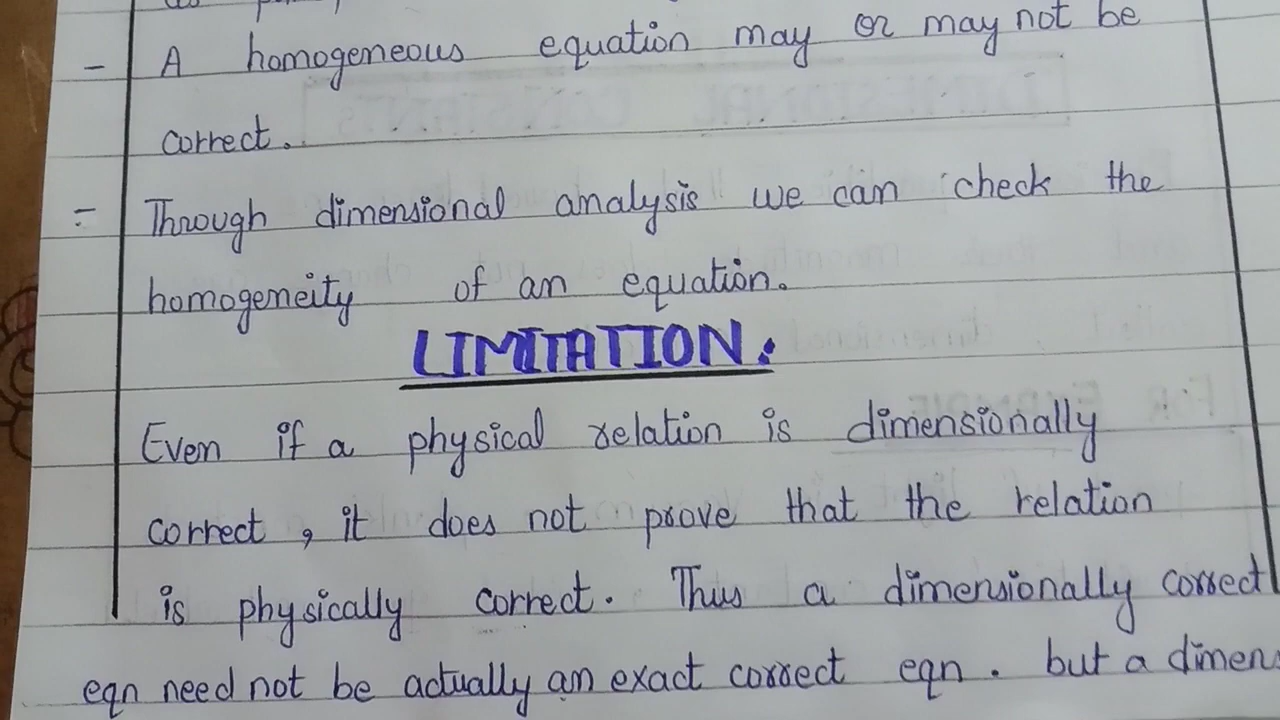 - A homogeneous equation may or may not be
correct.
= Through dimensional analysis we can check the
homogeneity of an equation.
LIMITATION.
Even if a physical relation is dimensionally
correct, it does not prove that the relation
is physically correct. Thus a dimensionally correct
eqn need not be actually an exact correct eqn. but a dimen